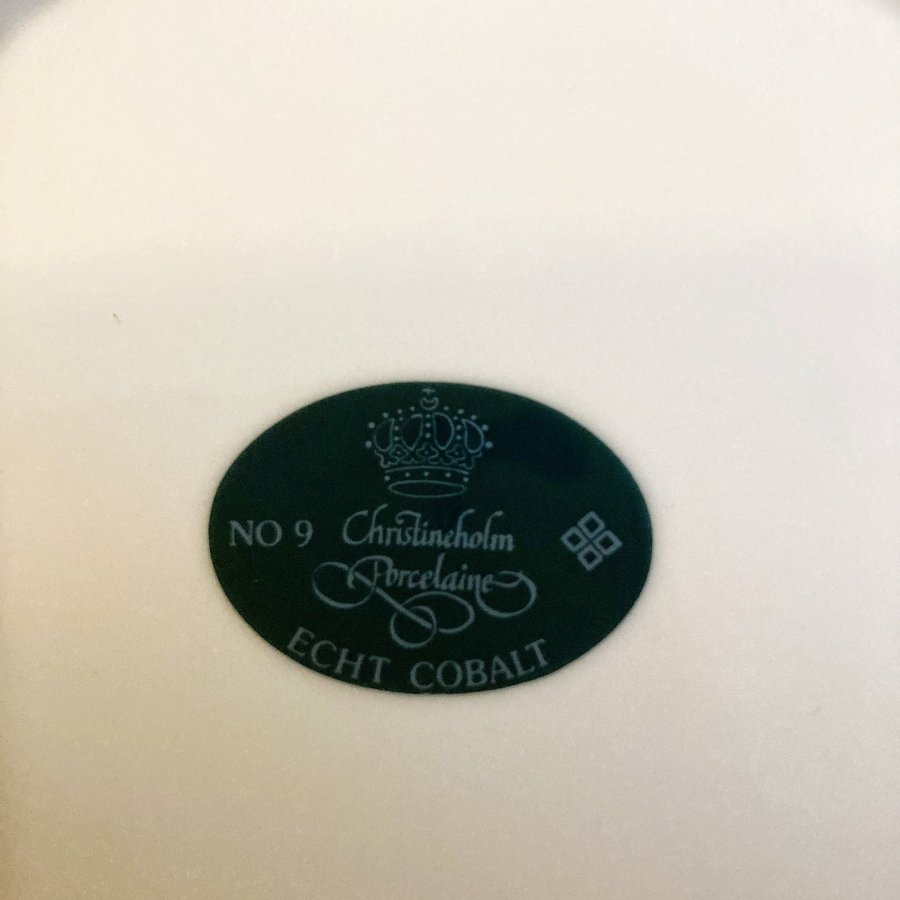 NO 9
Christineholm
Porcelaine
ECHT COBALT